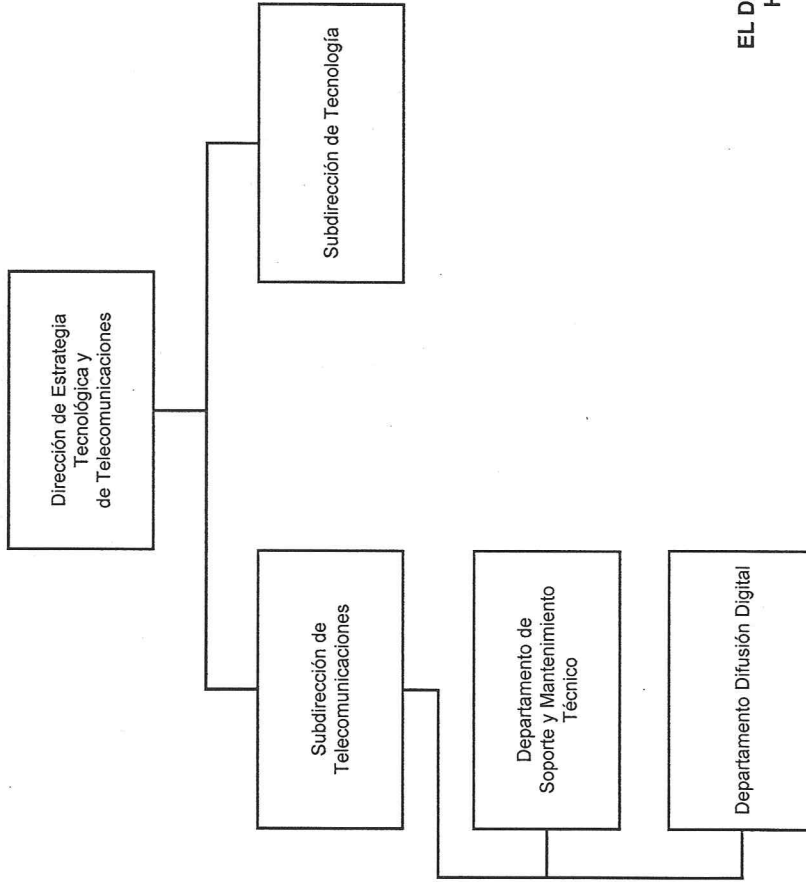 Dirección de Estrategia
Tecnológica y
de Telecomunicaciones
Subdirección de
Telecomunicaciones
Subdirección de Tecnología
Departamento de
Soporte y Mantenimiento
Técnico
Departamento Difusión Digital
EL D
H